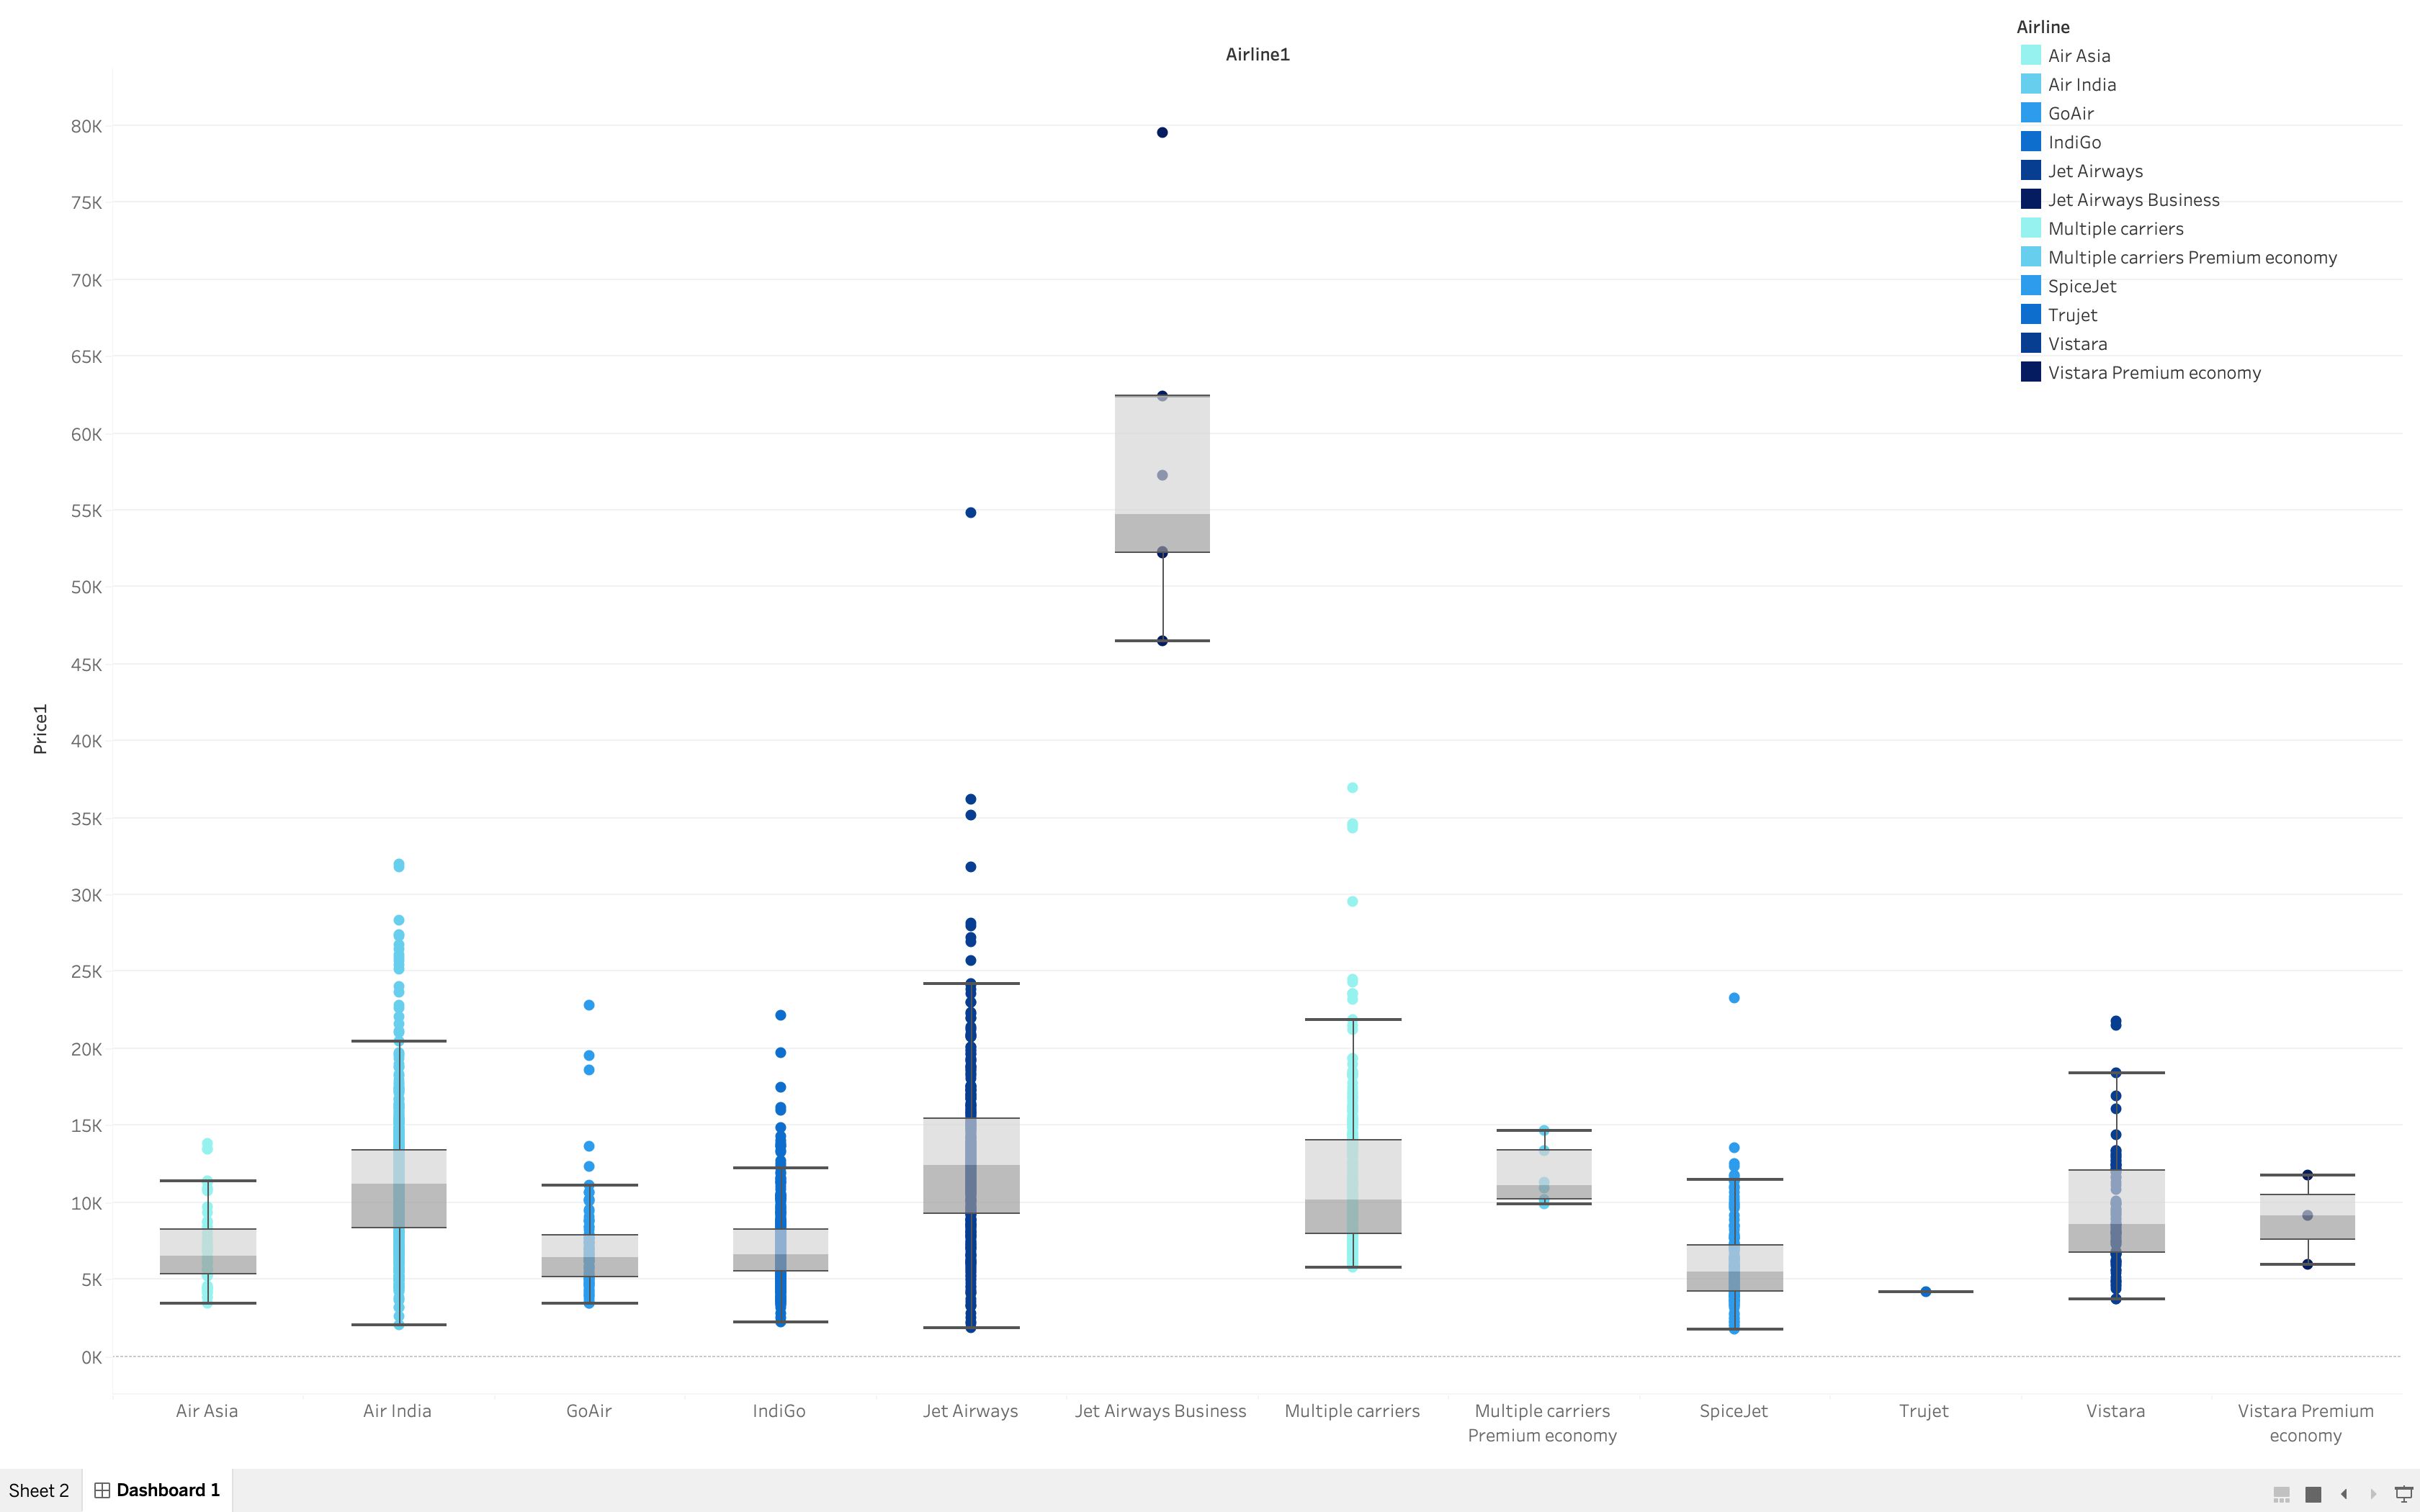 Airline
Air Asia
Air India
GoAir
IndiGo
Jet Airways
Jet Airways Business
Multiple carriers
Multiple carriers Premium economy
SpiceJet
Trujet
Vistara
Vistara Premium economy
Airline1
80K
75K
70K
65K
60K
55K
50K
45K
40K
35K
30K
25K
20K
15K
10K
5K
0K
Price1
Air Asia
Air India
GoAir
IndiGo
Jet Airways
Jet Airways Business
Multiple carriers
Multiple carriers
Premium economy
SpiceJet
Trujet
Vistara
Vistara Premium
economy
Sheet 2
Dashboard 1